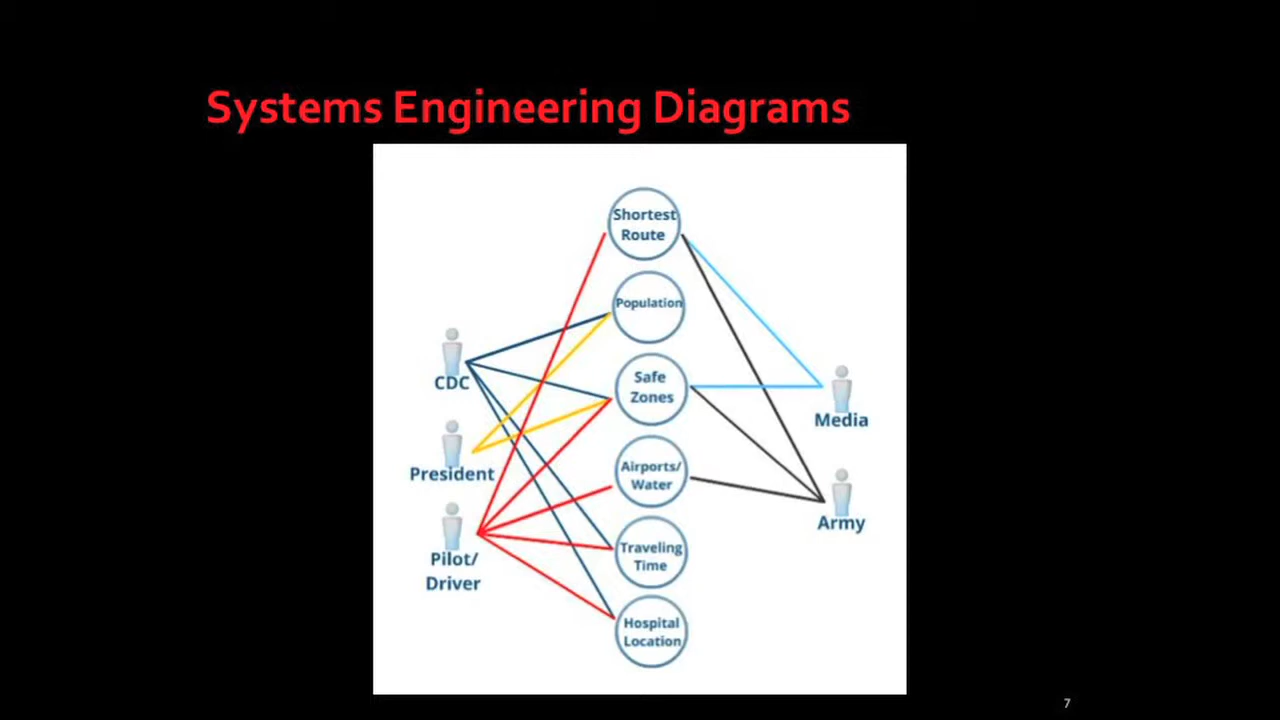 Systems Engineering Diagrams
Shortest
Route
Population
CDC
Safe
Zones
Media
President
Airports/
Water
Army
Pilot/
Driver
Traveling
Time
Hospital
Location
7